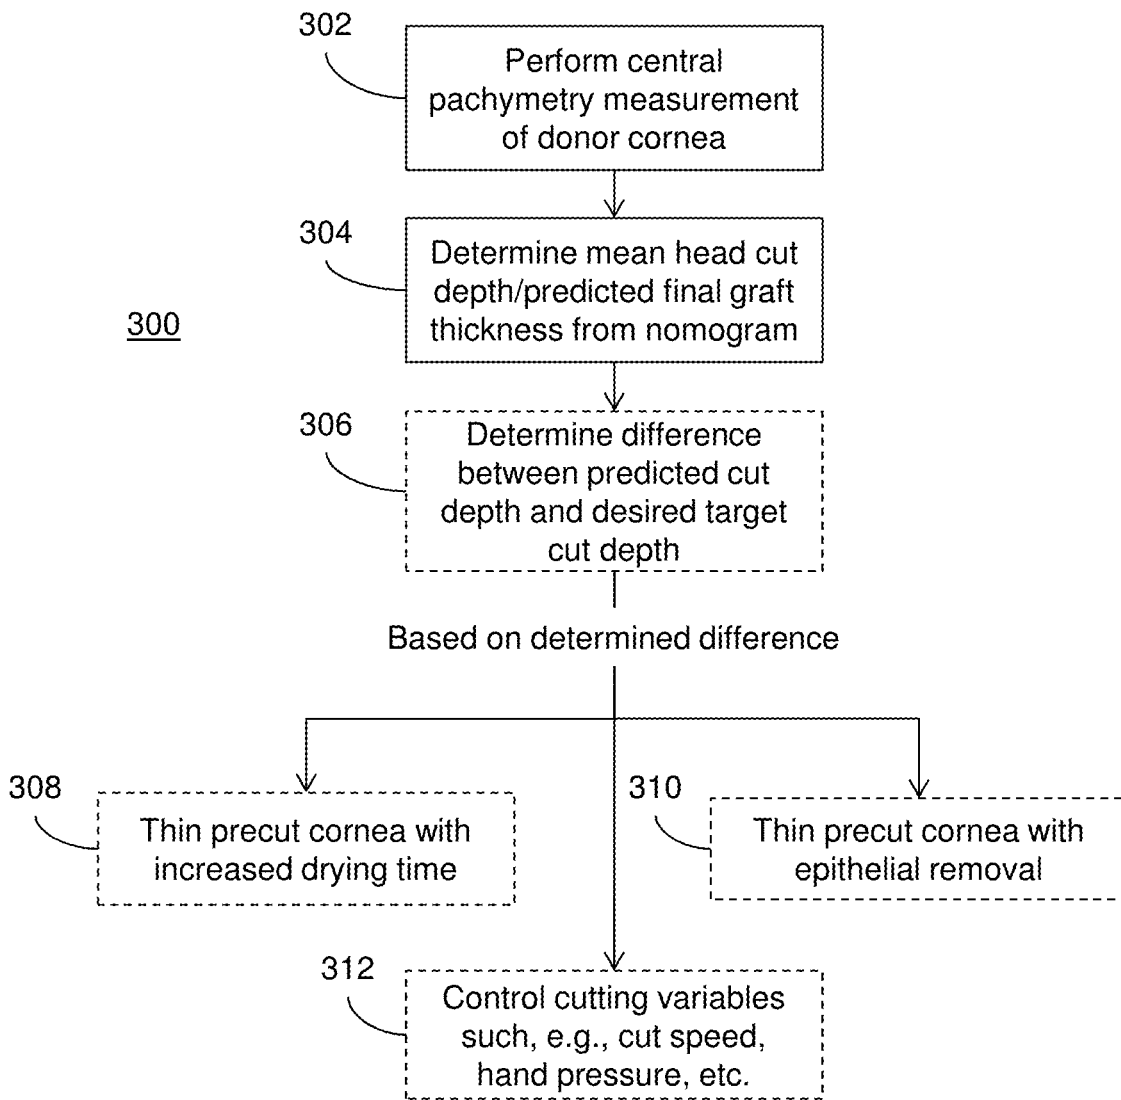 302
Perform central
pachymetry measurement
of donor cornea
304
Determine mean head cut
depth/predicted final graft
thickness from nomogram
300
306
Determine difference
between predicted cut
depth and desired target
cut depth
Based on determined difference
308
Thin precut cornea with
increased drying time
310
Thin precut cornea with
epithelial removal
312
Control cutting variables
such, e.g., cut speed,
hand pressure, etc.